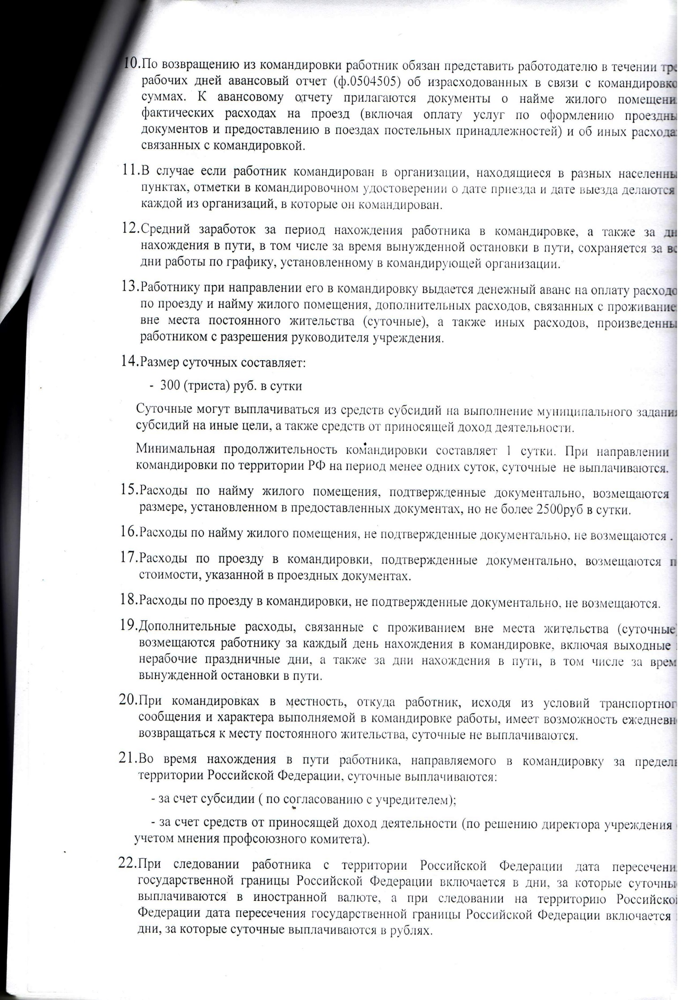 10.По возвращению из командировки работник обязан представить работодателю в течении тре
рабочих дней авансовый отчет (ф.0504505) об израсходованных в связи с командировко
суммах. К авансовому отчету прилагаются документы о найме жилого помещени
фактических расходах на проезд (включая оплату услуг по оформлению проездны
документов и предоставлению в поездах постельных принадлежностей) и об иных расхода
связанных с командировкой.
11.В случае если работник командирован в организации, находящиеся в разных населенны
пунктах, отметки в командировочном удостоверении о дате приезда и дате выезда делаются
каждой из организаций, в которые он командирован.
12.Средний заработок за период нахождения работника в командировке, а также за дн
нахождения в пути, в том числе за время вынужденной остановки в пути, сохраняется за вс
дни работы по графику, установленному в командирующей организации.
13.Работнику при направлении его в командировку выдается денежный аванс на оплату расходо
по проезду и найму жилого помещения, дополнительных расходов, связанных с проживание
вне места постоянного жительства (суточные), а также иных расходов, произведенны
работником с разрешения руководителя учреждения.
14.Размер суточных составляет:
- 300 (триста) руб. в сутки
Суточные могут выплачиваться из средств субсидий на выполнение муниципального задани
субсидий на иные цели, а также средств от приносящей доход деятельности.
Минимальная продолжительность командировки составляет 1 сутки. При направлении
командировки по территории РФ на период менее одних суток, суточные не выплачиваются.
15.Расходы по найму жилого помещения, подтвержденные документально, возмещаются
размере, установленном в предоставленных документах, но не более 2500руб в сутки.
16.Расходы по найму жилого помещения, не подтвержденные документально, не возмещаются .
17.Расходы по проезду в командировки, подтвержденные документально, возмещаются п
стоимости, указанной в проездных документах.
18.Расходы по проезду в командировки, не подтвержденные документально, не возмещаются.
19.Дополнительные расходы, связанные с проживанием вне места жительства (суточные)
возмещаются работнику за каждый день нахождения в командировке, включая выходные
нерабочие праздничные дни, а также за дни нахождения в пути, в том числе за врем
вынужденной остановки в пути.
20.При командировках в местность, откуда работник, исходя из условий транспортног
сообщения и характера выполняемой в командировке работы, имеет возможность ежедневн
возвращаться к месту постоянного жительства, суточные не выплачиваются.
21.Во время нахождения в пути работника, направляемого в командировку за предел
территории Российской Федерации, суточные выплачиваются:
- за счет субсидии ( по согласованию с учредителем);
- за счет средств от приносящей доход деятельности (по решению директора учреждения
учетом мнения профсоюзного комитета).
22.При следовании работника с территории Российской Федерации дата пересечени
государственной границы Российской Федерации включается в дни, за которые суточны
выплачиваются в иностранной валюте, а при следовании на территорию Российско
Федерации дата пересечения государственной границы Российской Федерации включается
дни, за которые суточные выплачиваются в рублях.